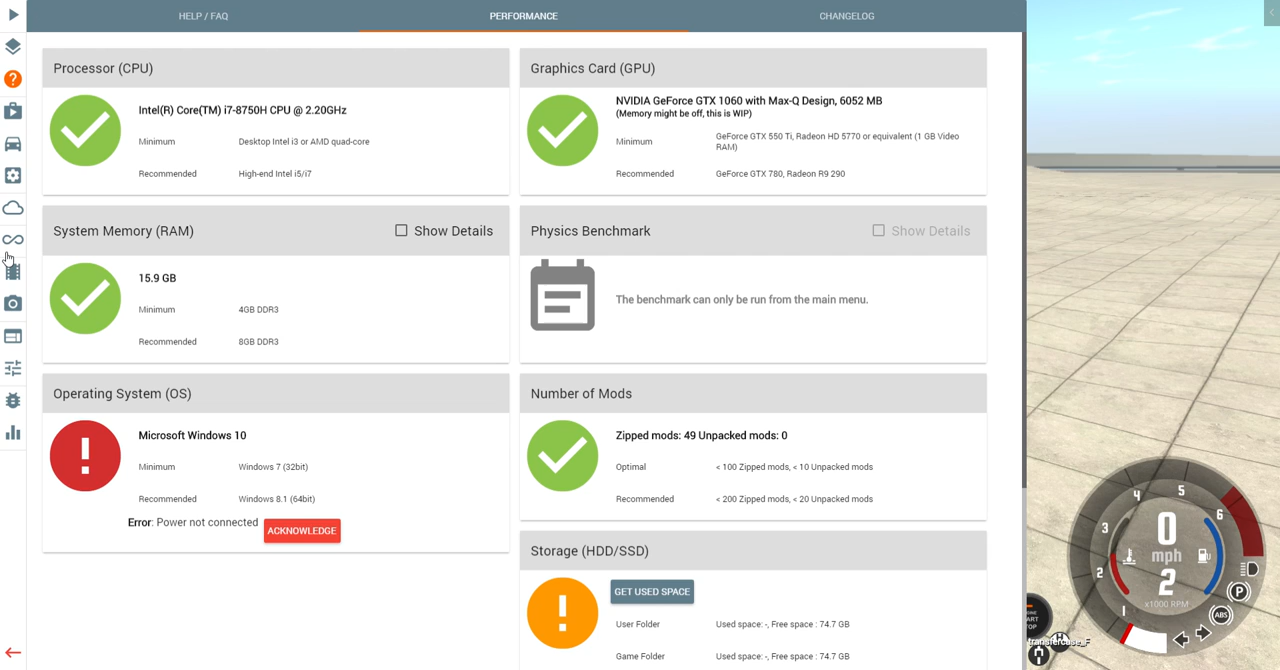 HELP / FAQ
PERFORMANCE
CHANGELOG
Processor (CPU)
Intel(R) Core(TM) i7-8750H CPU @ 2.20GHz
Minimum
Desktop Intel i3 or AMD quad-core
Recommended
High-end Intel i5/i7
Graphics Card (GPU)
NVIDIA GeForce GTX 1060 with Max-Q Design, 6052 MB
(Memory might be off, this is WIP)
Minimum
GeForce GTX 550 Ti, Radeon HD 5770 or equivalent (1 GB Video
RAM)
Recommended
GeForce GTX 780, Radeon R9 290
System Memory (RAM)
Show Details
15.9 GB
Minimum
4GB DDR3
Recommended
8GB DDR3
Physics Benchmark
Show Details
The benchmark can only be run from the main menu.
Operating System (OS)
Microsoft Windows 10
Minimum
Windows 7 (32bit)
Recommended
Windows 8.1 (64bit)
Error: Power not connected
ACKNOWLEDGE
Number of Mods
Zipped mods: 49 Unpacked mods: 0
Optimal
< 100 Zipped mods, < 10 Unpacked mods
Recommended
< 200 Zipped mods, < 20 Unpacked mods
Storage (HDD/SSD)
GET USED SPACE
User Folder
Used space: -, Free space : 74.7 GB
Game Folder
Used space: -, Free space : 74.7 GB
1
2
3
4
5
6
0
mph
2
x1000 RPM
P
ABS
transfercase_F